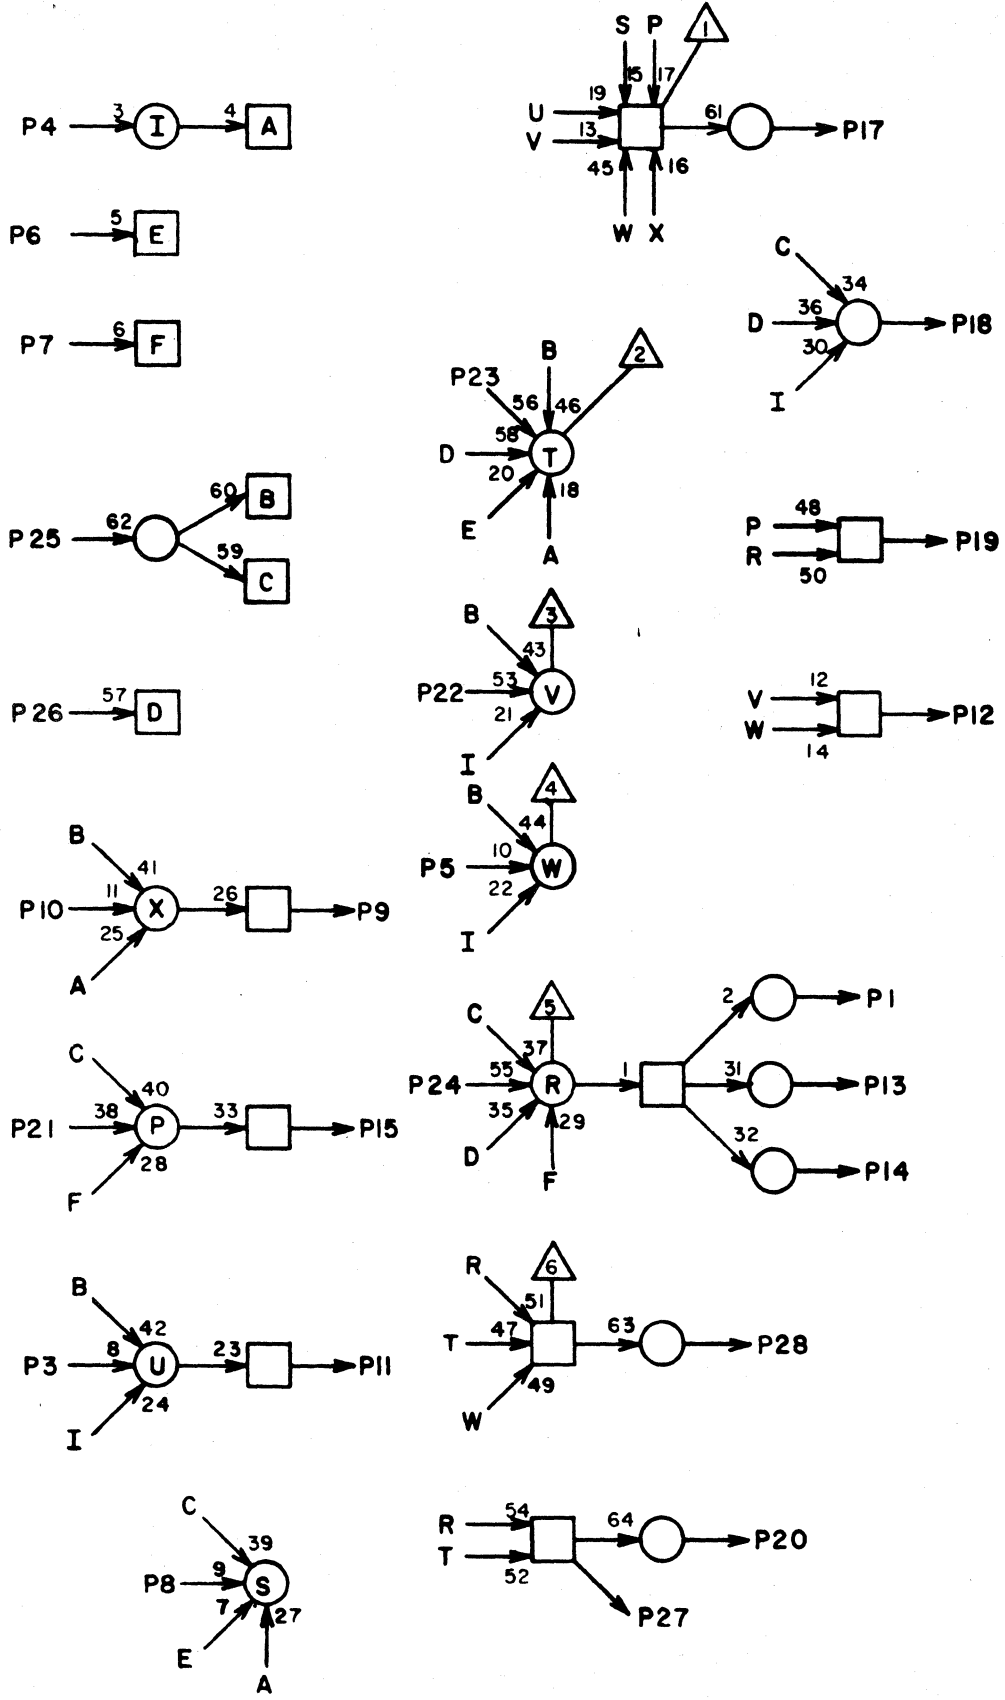 S P 1
15 17
P4 3 I 4 A
U 19 61 P17
V 13
45 16
W X
P6 5 E
C
34
D 36 P18
30
I
P7 6 F
B 2
P23 56 46
D 58 T
20 18
E
A
60 B
P25 62
59 C
P 48 P19
R 50
B 3
43
P22 53 V
21
I
P26 57 D
V 12 P12
W 14
B 4
44
P5 10 W
22
I
B
41
P10 11 X 26 P9
25
A
C 5
37
P24 55 R 1
35 29
D
F
2 P1
31 P13
32 P14
C
40
P21 38 P 33 P15
28
F
B
42
P3 8 U 23 P11
24
I
R 6
51
T 47 63 P28
49
W
C
39
P8 9 S
7 27
E
A
R 54 64 P20
T 52
P27